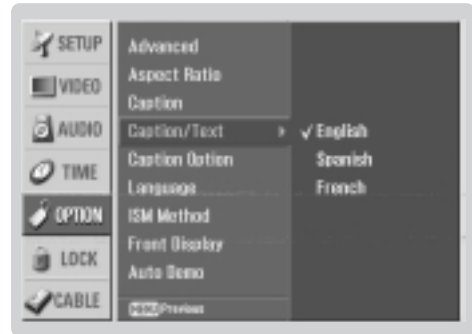 SETUP
VIDEO
AUDIO
TIME
OPTION
LOCK
CABLE
Advanced
Aspect Ratio
Caption
Caption/Text
Caption Option
Language
ISM Method
Front Display
Auto Demo
MENU Previous
✓ English
Spanish
French